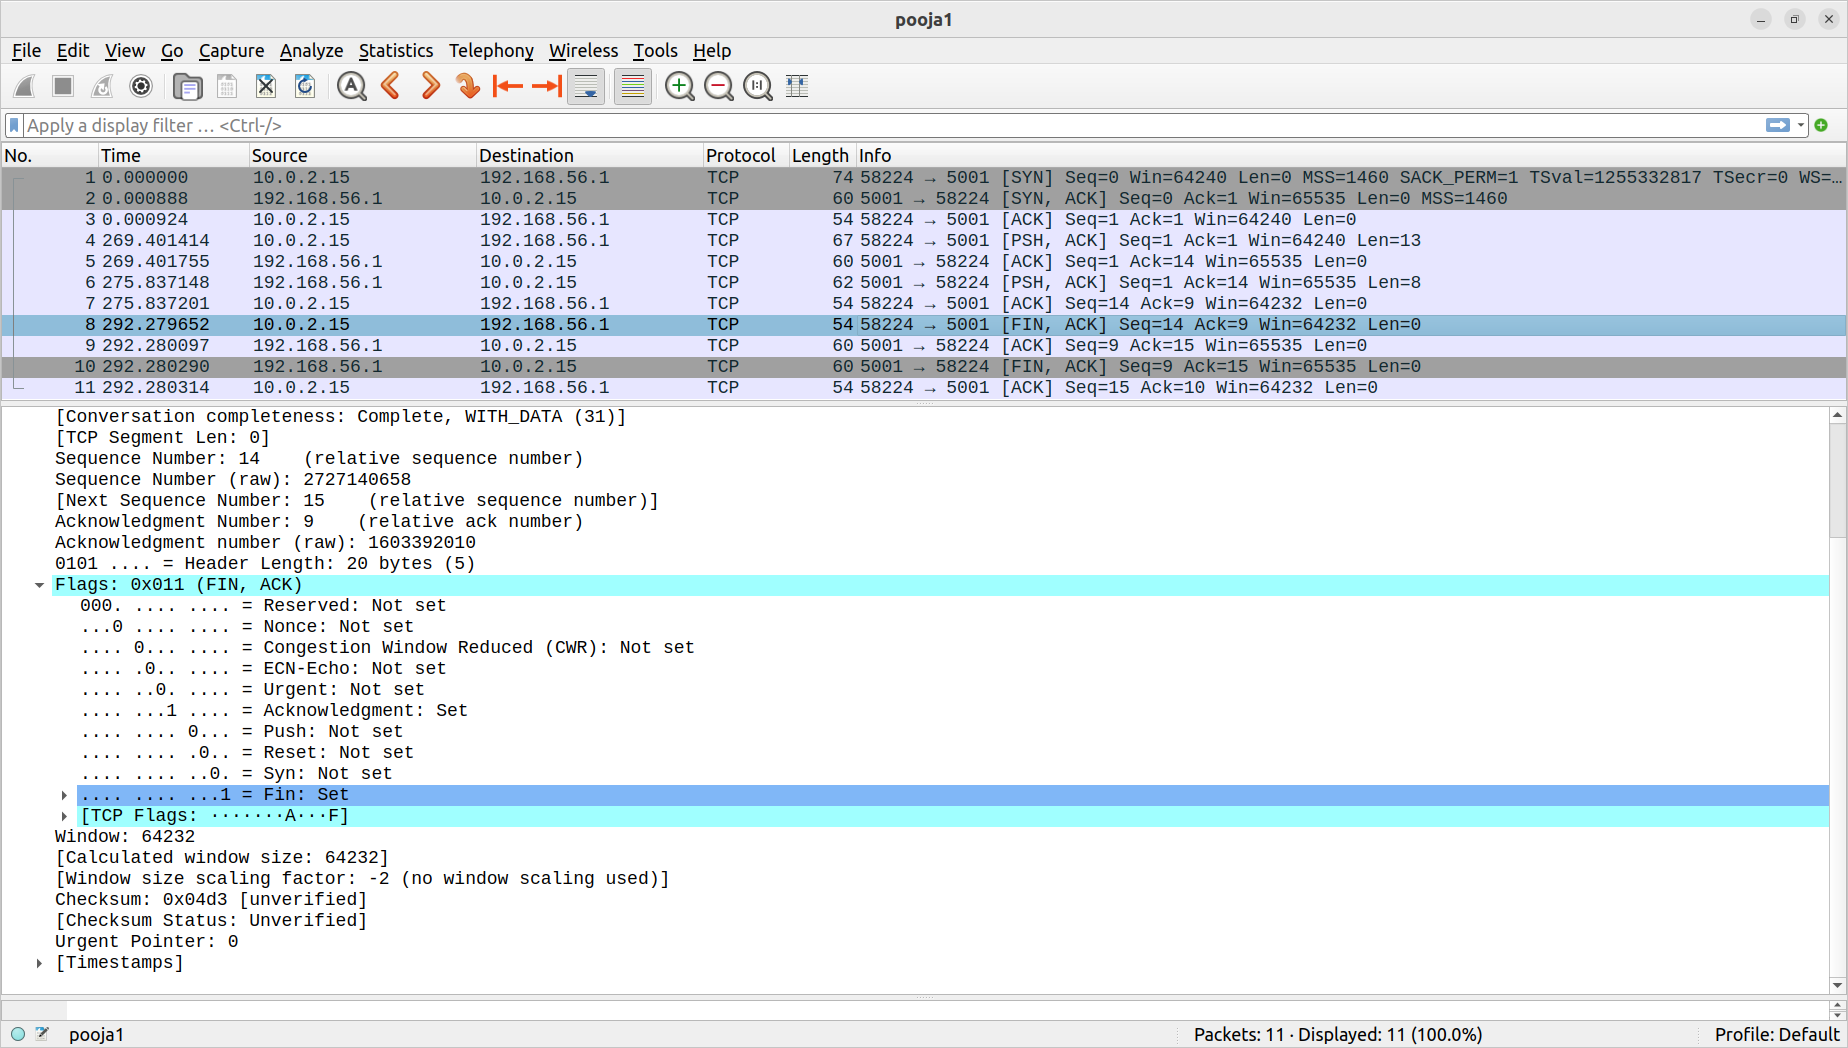 pooja1
File Edit View Go Capture Analyze Statistics Telephony Wireless Tools Help
Apply a display filter … <Ctrl-/>
No. Time Source Destination Protocol Length Info
1 0.000000 10.0.2.15 192.168.56.1 TCP 74 58224 → 5001 [SYN] Seq=0 Win=64240 Len=0 MSS=1460 SACK_PERM=1 TSval=1255332817 TSecr=0 WS=…
2 0.000888 192.168.56.1 10.0.2.15 TCP 60 5001 → 58224 [SYN, ACK] Seq=0 Ack=1 Win=65535 Len=0 MSS=1460
3 0.000924 10.0.2.15 192.168.56.1 TCP 54 58224 → 5001 [ACK] Seq=1 Ack=1 Win=64240 Len=0
4 269.401414 10.0.2.15 192.168.56.1 TCP 67 58224 → 5001 [PSH, ACK] Seq=1 Ack=1 Win=64240 Len=13
5 269.401755 192.168.56.1 10.0.2.15 TCP 60 5001 → 58224 [ACK] Seq=1 Ack=14 Win=65535 Len=0
6 275.837148 192.168.56.1 10.0.2.15 TCP 62 5001 → 58224 [PSH, ACK] Seq=1 Ack=14 Win=65535 Len=8
7 275.837201 10.0.2.15 192.168.56.1 TCP 54 58224 → 5001 [ACK] Seq=14 Ack=9 Win=64232 Len=0
8 292.279652 10.0.2.15 192.168.56.1 TCP 54 58224 → 5001 [FIN, ACK] Seq=14 Ack=9 Win=64232 Len=0
9 292.280097 192.168.56.1 10.0.2.15 TCP 60 5001 → 58224 [ACK] Seq=9 Ack=15 Win=65535 Len=0
10 292.280290 192.168.56.1 10.0.2.15 TCP 60 5001 → 58224 [FIN, ACK] Seq=9 Ack=15 Win=65535 Len=0
11 292.280314 10.0.2.15 192.168.56.1 TCP 54 58224 → 5001 [ACK] Seq=15 Ack=10 Win=64232 Len=0
[Conversation completeness: Complete, WITH_DATA (31)]
[TCP Segment Len: 0]
Sequence Number: 14    (relative sequence number)
Sequence Number (raw): 2727140658
[Next Sequence Number: 15    (relative sequence number)]
Acknowledgment Number: 9    (relative ack number)
Acknowledgment number (raw): 1603392010
0101 .... = Header Length: 20 bytes (5)
Flags: 0x011 (FIN, ACK)
000. .... .... = Reserved: Not set
...0 .... .... = Nonce: Not set
.... 0... .... = Congestion Window Reduced (CWR): Not set
.... .0.. .... = ECN-Echo: Not set
.... ..0. .... = Urgent: Not set
.... ...1 .... = Acknowledgment: Set
.... .... 0... = Push: Not set
.... .... .0.. = Reset: Not set
.... .... ..0. = Syn: Not set
.... .... ...1 = Fin: Set
[TCP Flags: ·······A···F]
Window: 64232
[Calculated window size: 64232]
[Window size scaling factor: -2 (no window scaling used)]
Checksum: 0x04d3 [unverified]
[Checksum Status: Unverified]
Urgent Pointer: 0
[Timestamps]
pooja1 Packets: 11 · Displayed: 11 (100.0%) Profile: Default